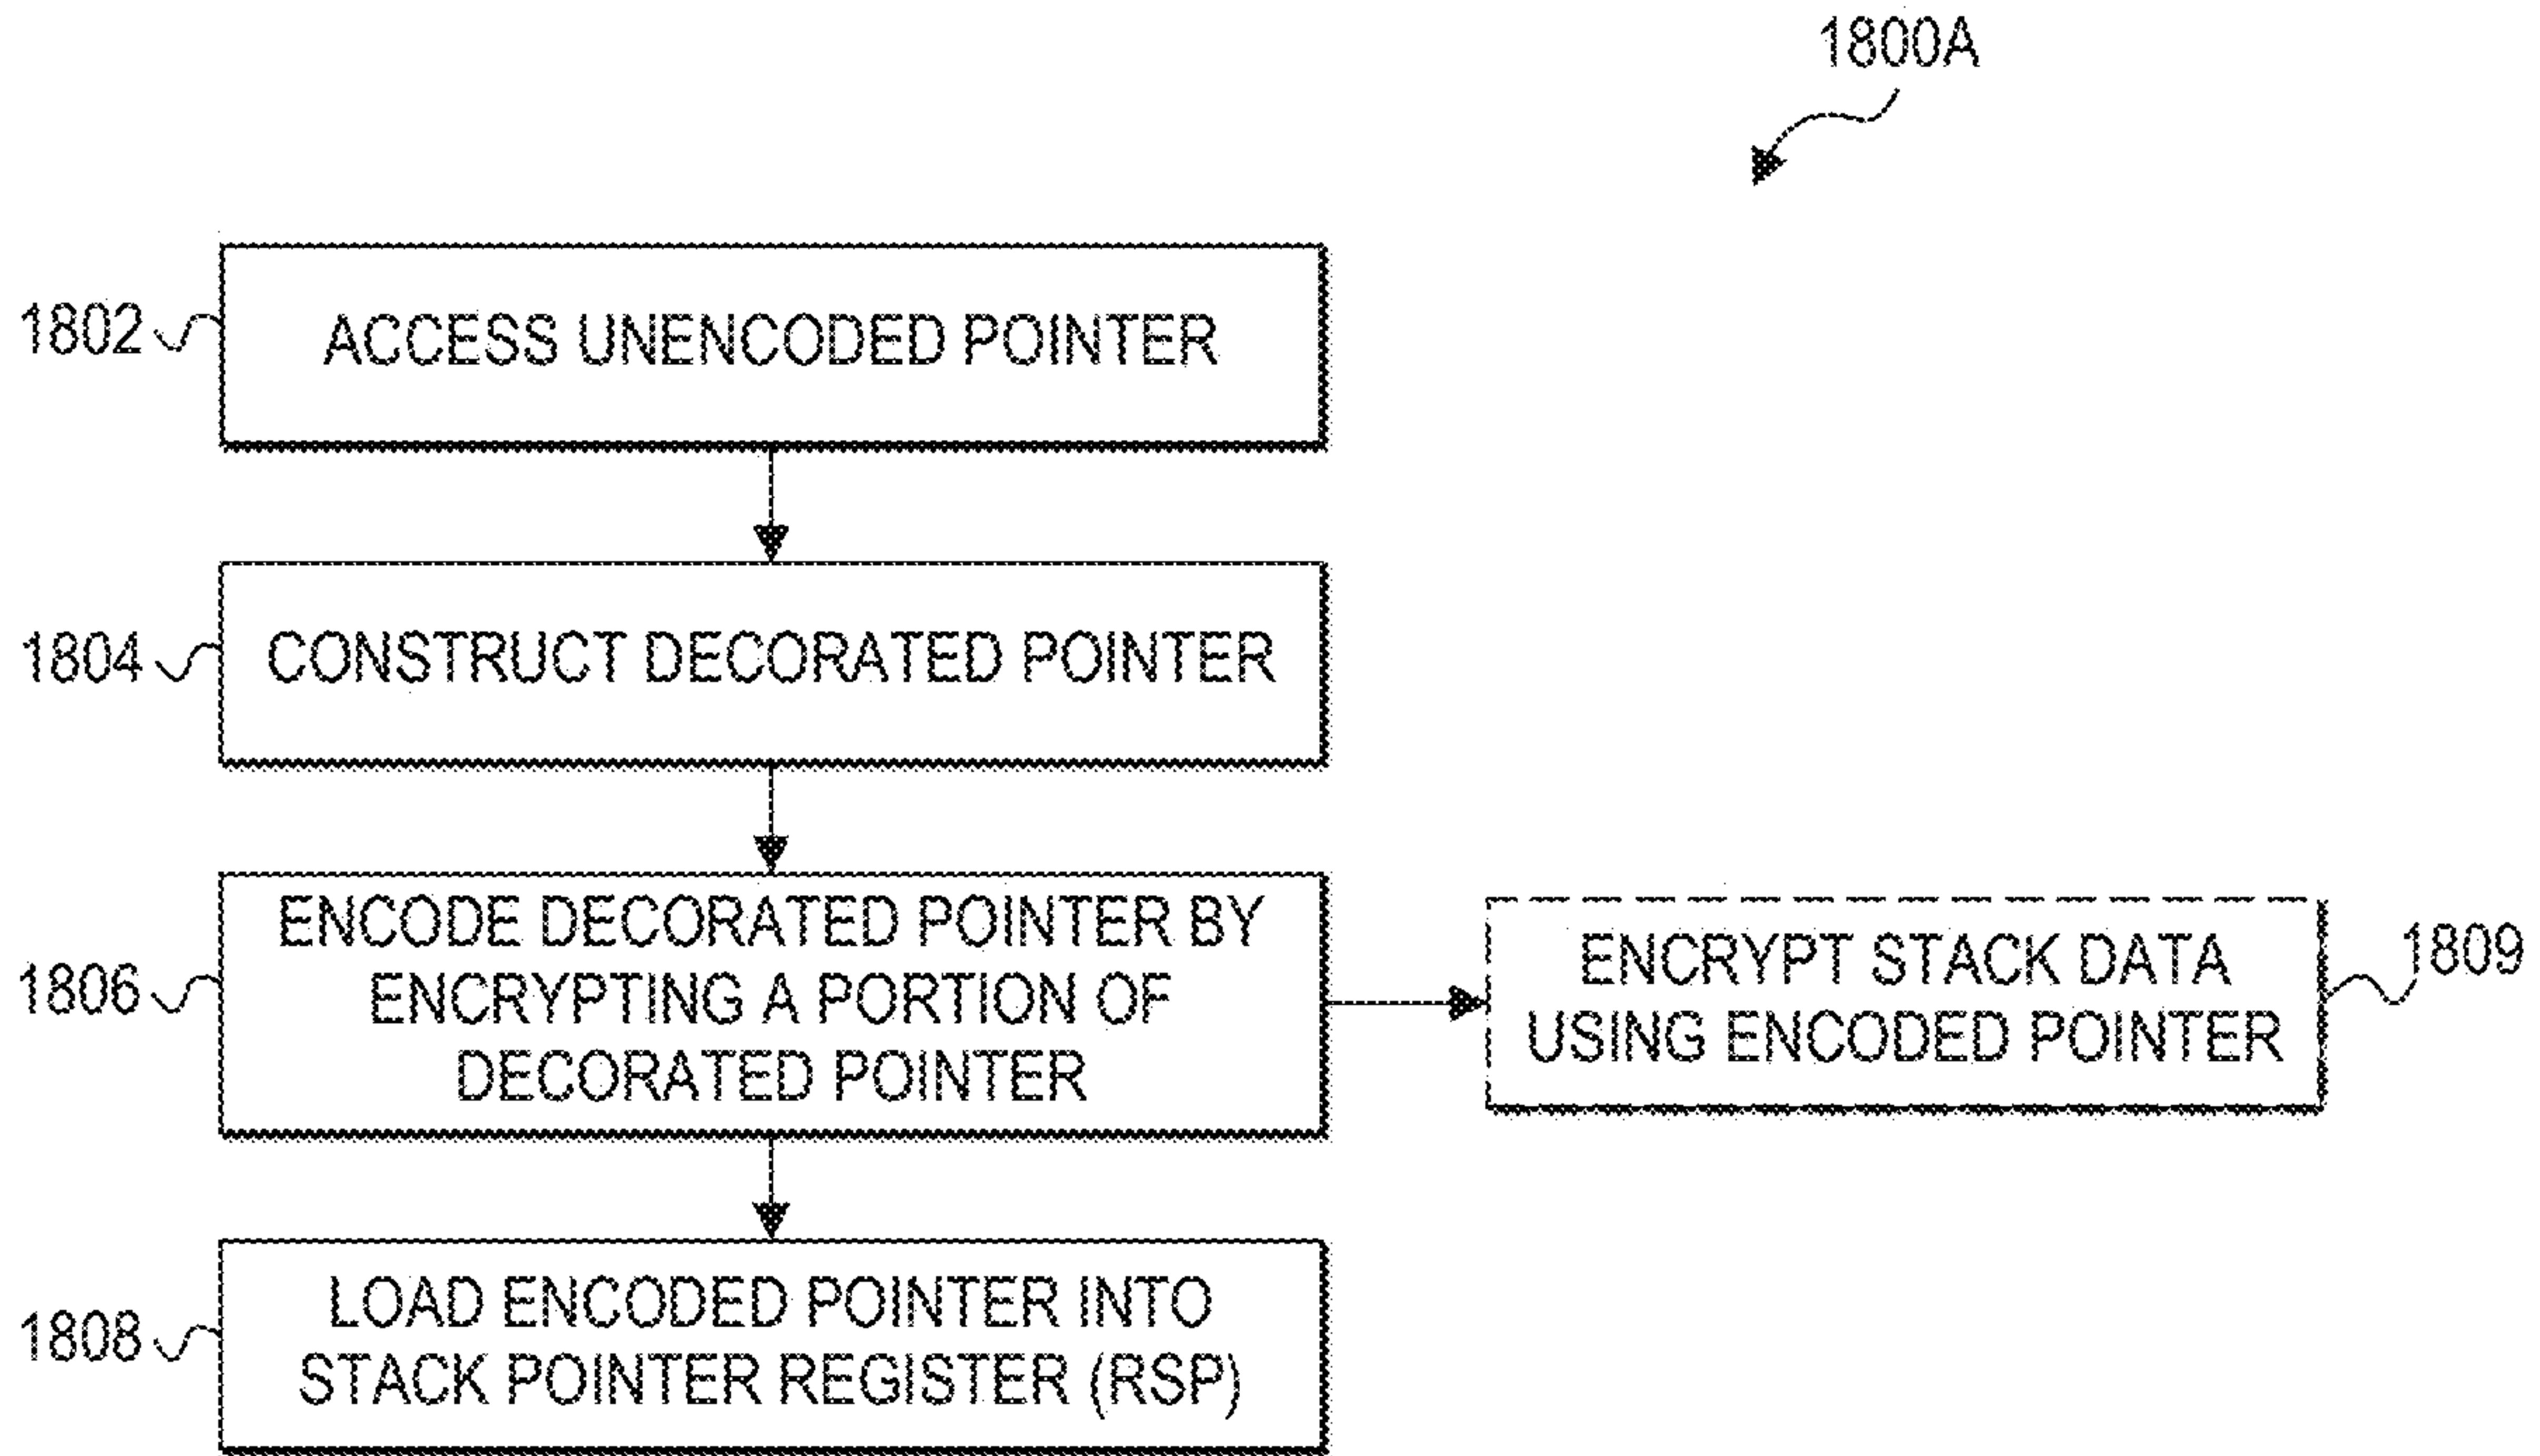 1800A
1802
ACCESS UNENCODED POINTER
1804
CONSTRUCT DECORATED POINTER
1806
ENCODE DECORATED POINTER BY
ENCRYPTING A PORTION OF
DECORATED POINTER
ENCRYPT STACK DATA
USING ENCODED POINTER
1809
1808
LOAD ENCODED POINTER INTO
STACK POINTER REGISTER (RSP)